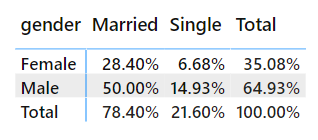 gender Married Single Total
Female 28.40% 6.68% 35.08%
Male 50.00% 14.93% 64.93%
Total 78.40% 21.60% 100.00%